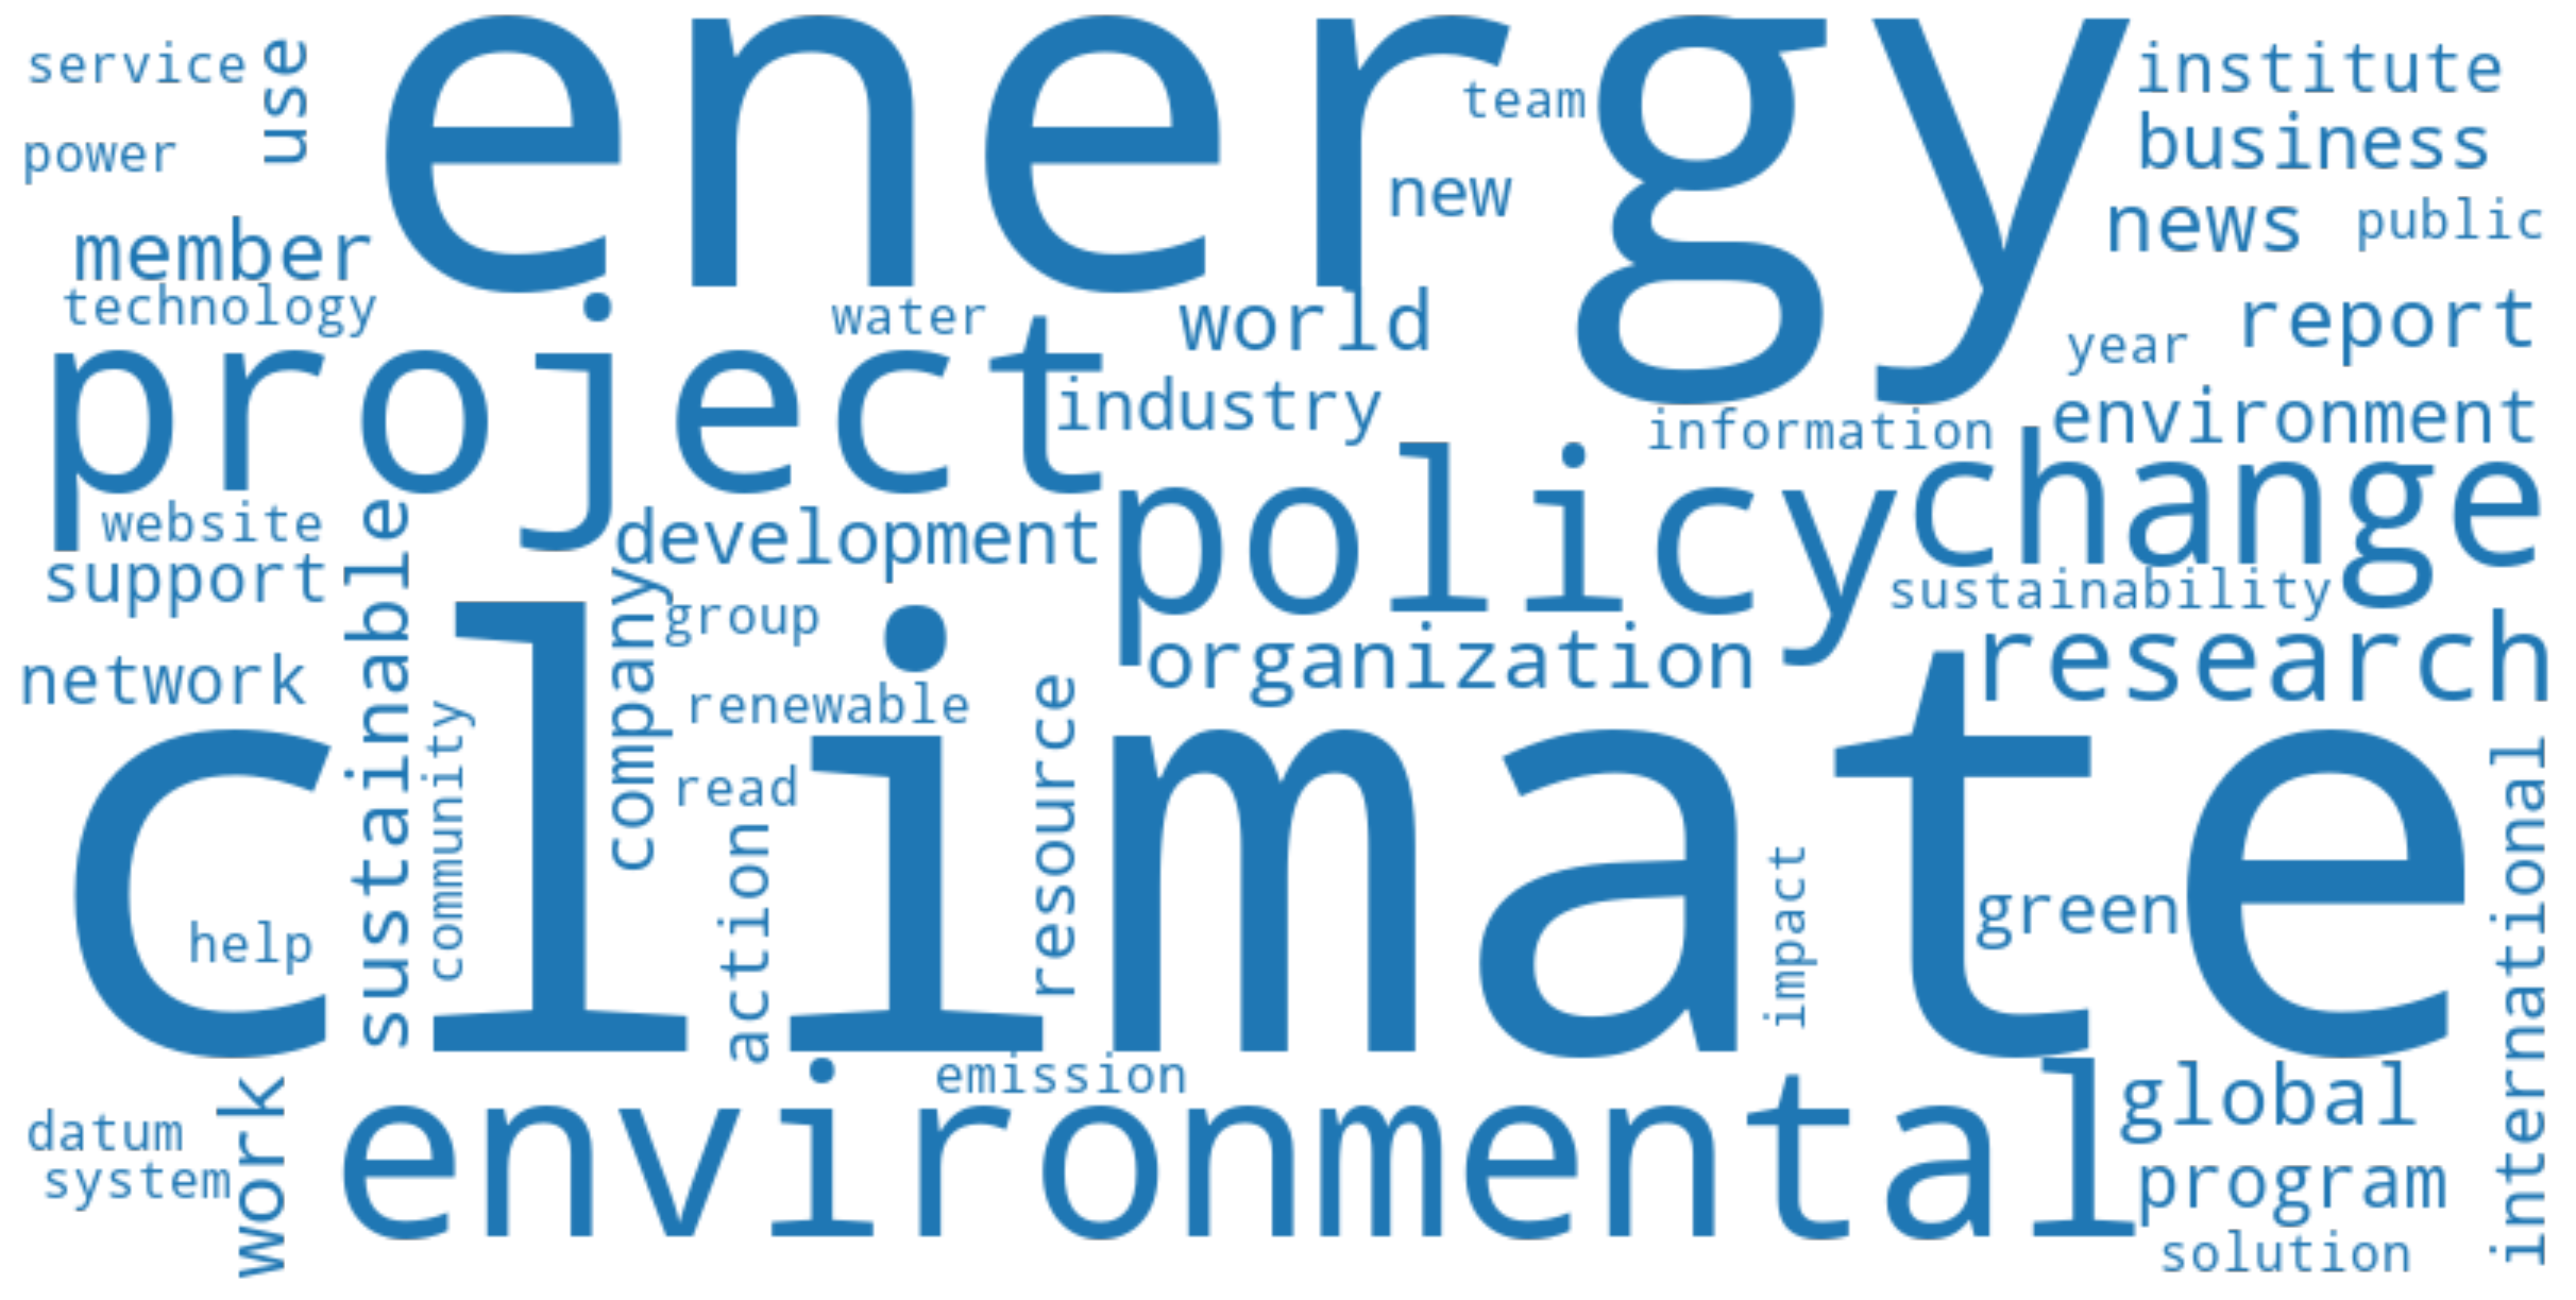 service
use
energy
team
institute
power
business
new
news
public
member
technology
water
world
year
report
project
industry
information
environment
website
development
policy
change
support
sustainable
company
group
sustainability
network
renewable
organization
research
climate
community
read
resource
action
help
impact
green
international
emission
datum
system
work
environmental
global
program
solution